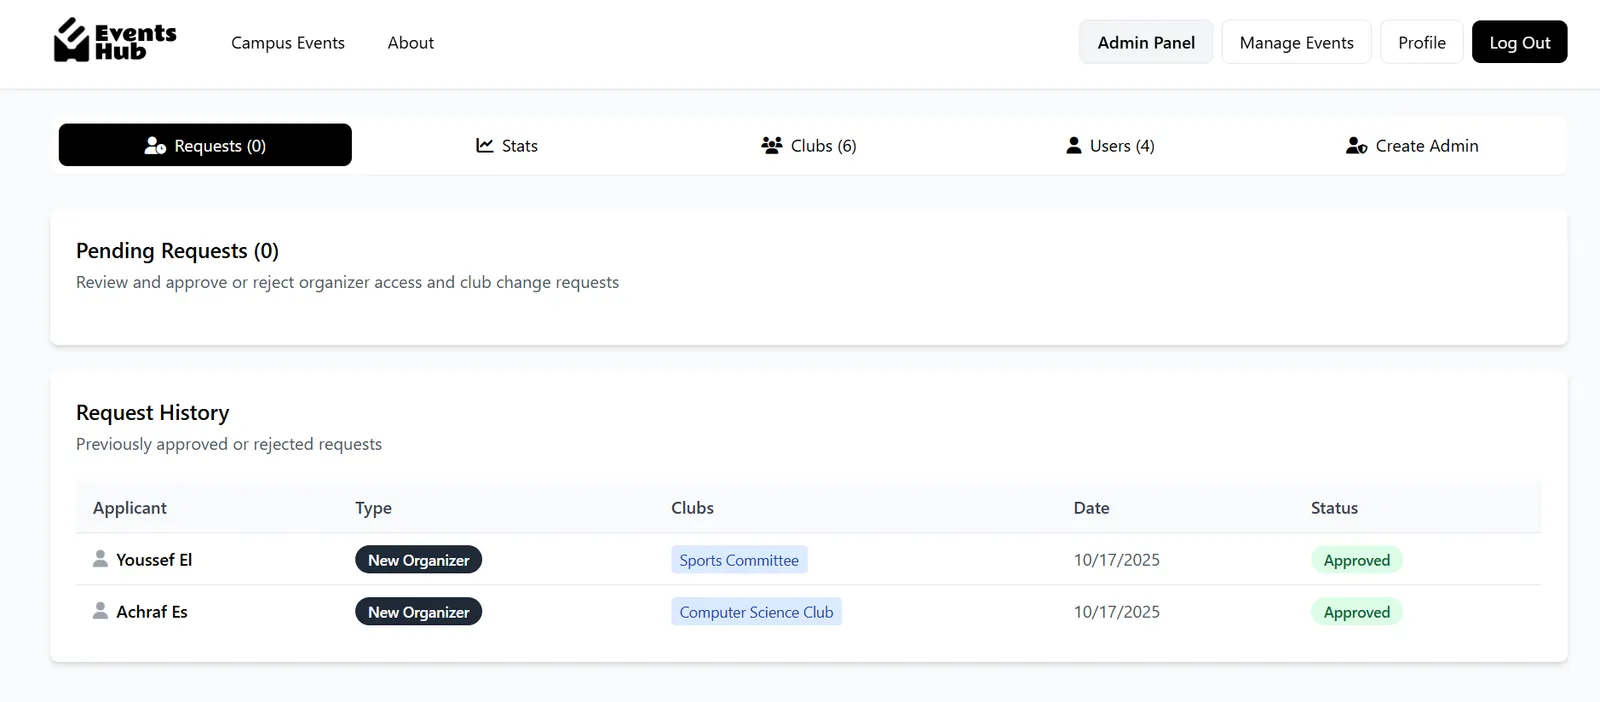 Events
Hub
Campus Events
About
Admin Panel
Manage Events
Profile
Log Out
Requests (0)
Stats
Clubs (6)
Users (4)
Create Admin
Pending Requests (0)
Review and approve or reject organizer access and club change requests
Request History
Previously approved or rejected requests
Applicant Type Clubs Date Status
Youssef El New Organizer Sports Committee 10/17/2025 Approved
Achraf Es New Organizer Computer Science Club 10/17/2025 Approved